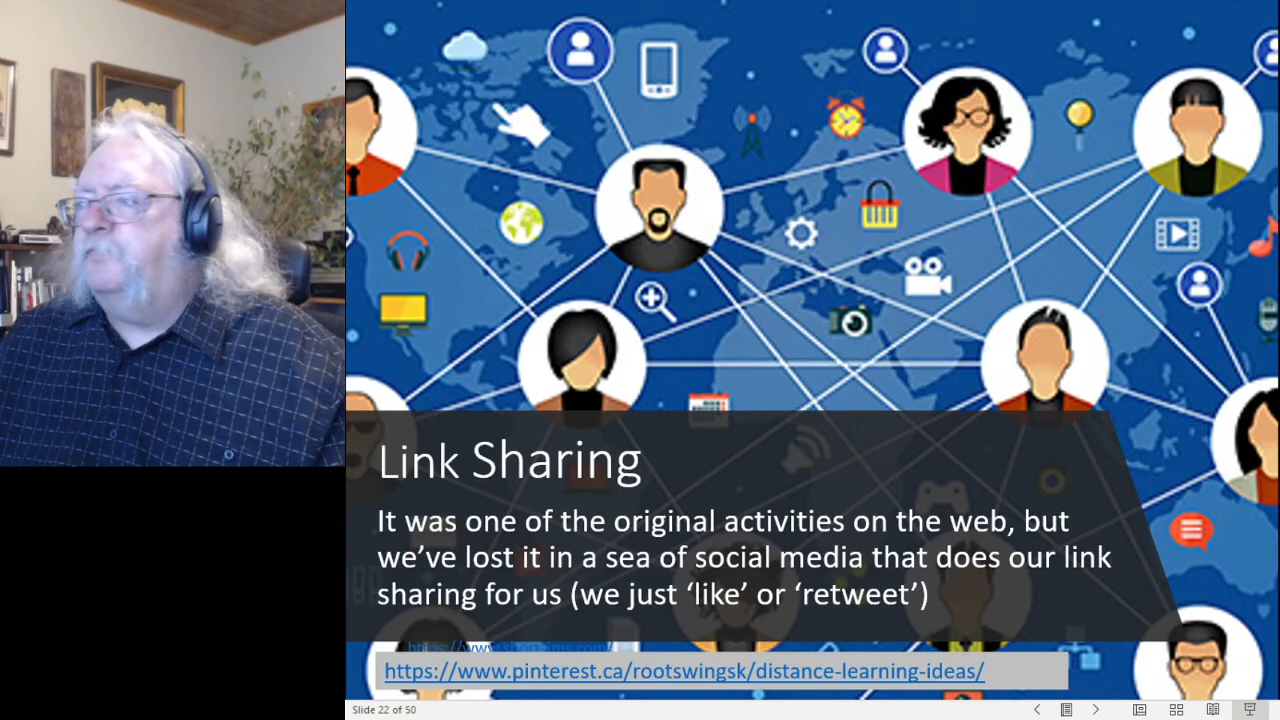 Link Sharing
It was one of the original activities on the web, but
we've lost it in a sea of social media that does our link
sharing for us (we just 'like' or 'retweet')
https://www.pinterest.ca/rootswingsk/distance-learning-ideas/
Slide 22 of 50